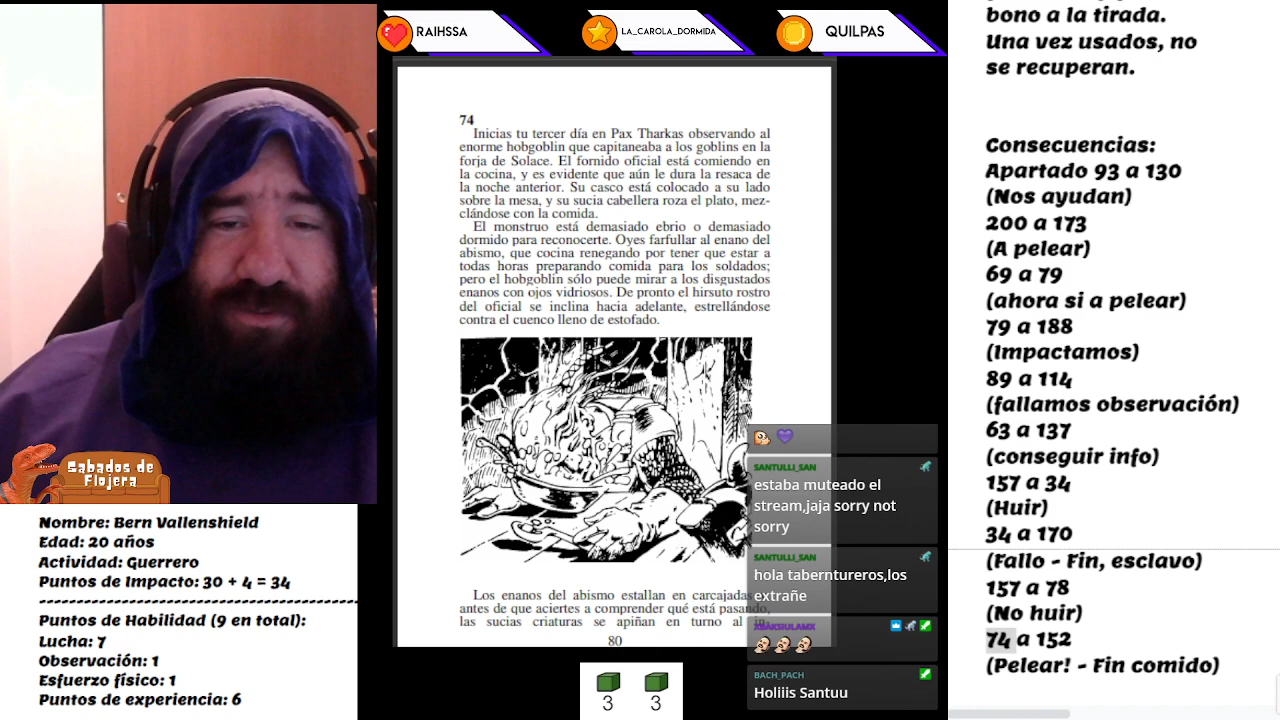 RAIHSSA
LA_CAROLA_DORMIDA
QUILPAS
74
Inicias tu tercer día en Pax Tharkas observando al
enorme hobgoblin que capitaneaba a los goblins en la
forja de Solace. El fornido oficial está comiendo en
la cocina, y es evidente que aún le dura la resaca de
la noche anterior. Su casco está colocado a su lado
sobre la mesa, y su sucia cabellera roza el plato, mez-
clándose con la comida.
El monstruo está demasiado ebrio o demasiado
dormido para reconocerte. Oyes farfullar al enano del
abismo, que cocina renegando por tener que estar a
todas horas preparando comida para los soldados;
pero el hobgoblin sólo puede mirar a los disgustados
enanos con ojos vidriosos. De pronto el hirsuto rostro
del oficial se inclina hacia adelante, estrellándose
contra el cuenco lleno de estofado.
Los enanos del abismo estallan en carcajadas
antes de que aciertes a comprender qué está pasando,
las sucias criaturas se apiñan en turno al
80
3
3
SANTULLI_SAN
estaba muteado el
stream,jaja sorry not
sorry
SANTULLI_SAN
hola taberntureros,los
extrañe
BACH_PACH
Holiiis Santuu
Sabados de
Flojera
Nombre: Bern Vallenshield
Edad: 20 años
Actividad: Guerrero
Puntos de Impacto: 30 + 4 = 34
Puntos de Habilidad (9 en total):
Lucha: 7
Observación: 1
Esfuerzo físico: 1
Puntos de experiencia: 6
bono a la tirada.
Una vez usados, no
se recuperan.
Consecuencias:
Apartado 93 a 130
(Nos ayudan)
200 a 173
(A pelear)
69 a 79
(ahora si a pelear)
79 a 188
(Impactamos)
89 a 114
(fallamos observación)
63 a 137
(conseguir info)
157 a 34
(Huir)
34 a 170
(Fallo - Fin, esclavo)
157 a 78
(No huir)
74 a 152
(Pelear! - Fin comido)